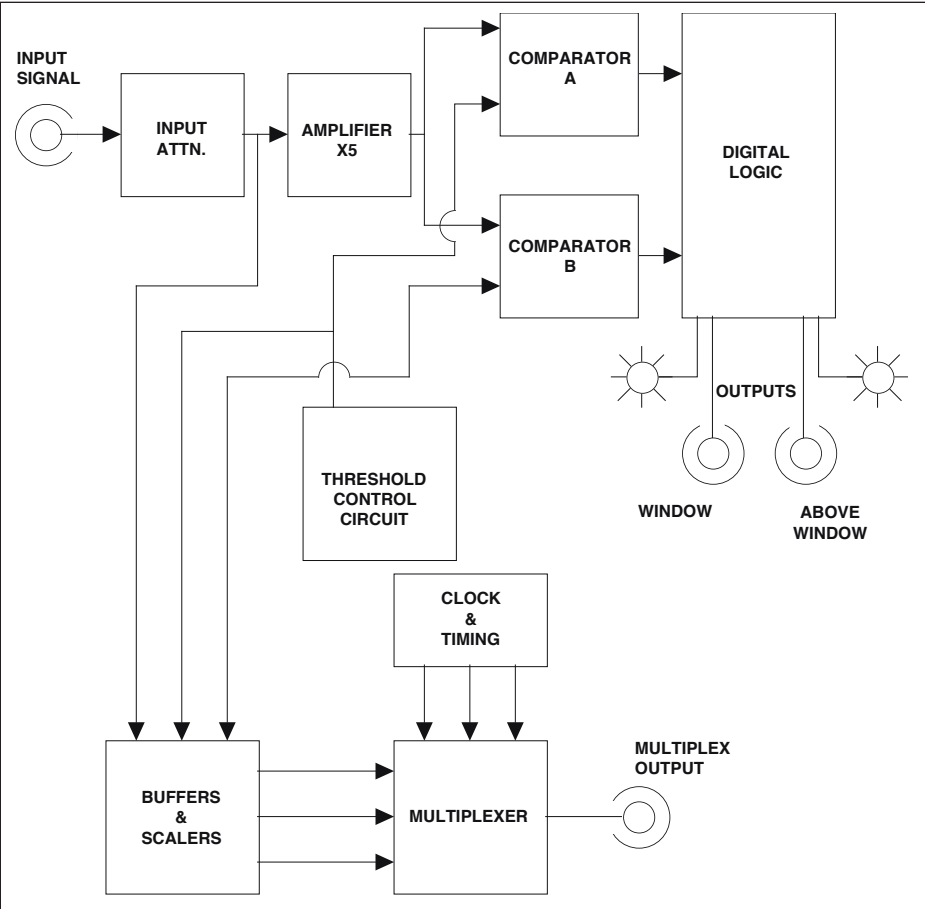 INPUT
SIGNAL
INPUT
ATTN.
AMPLIFIER
X5
COMPARATOR
A
DIGITAL
LOGIC
COMPARATOR
B
OUTPUTS
WINDOW
ABOVE
WINDOW
THRESHOLD
CONTROL
CIRCUIT
CLOCK
&
TIMING
BUFFERS
&
SCALERS
MULTIPLEXER
MULTIPLEX
OUTPUT